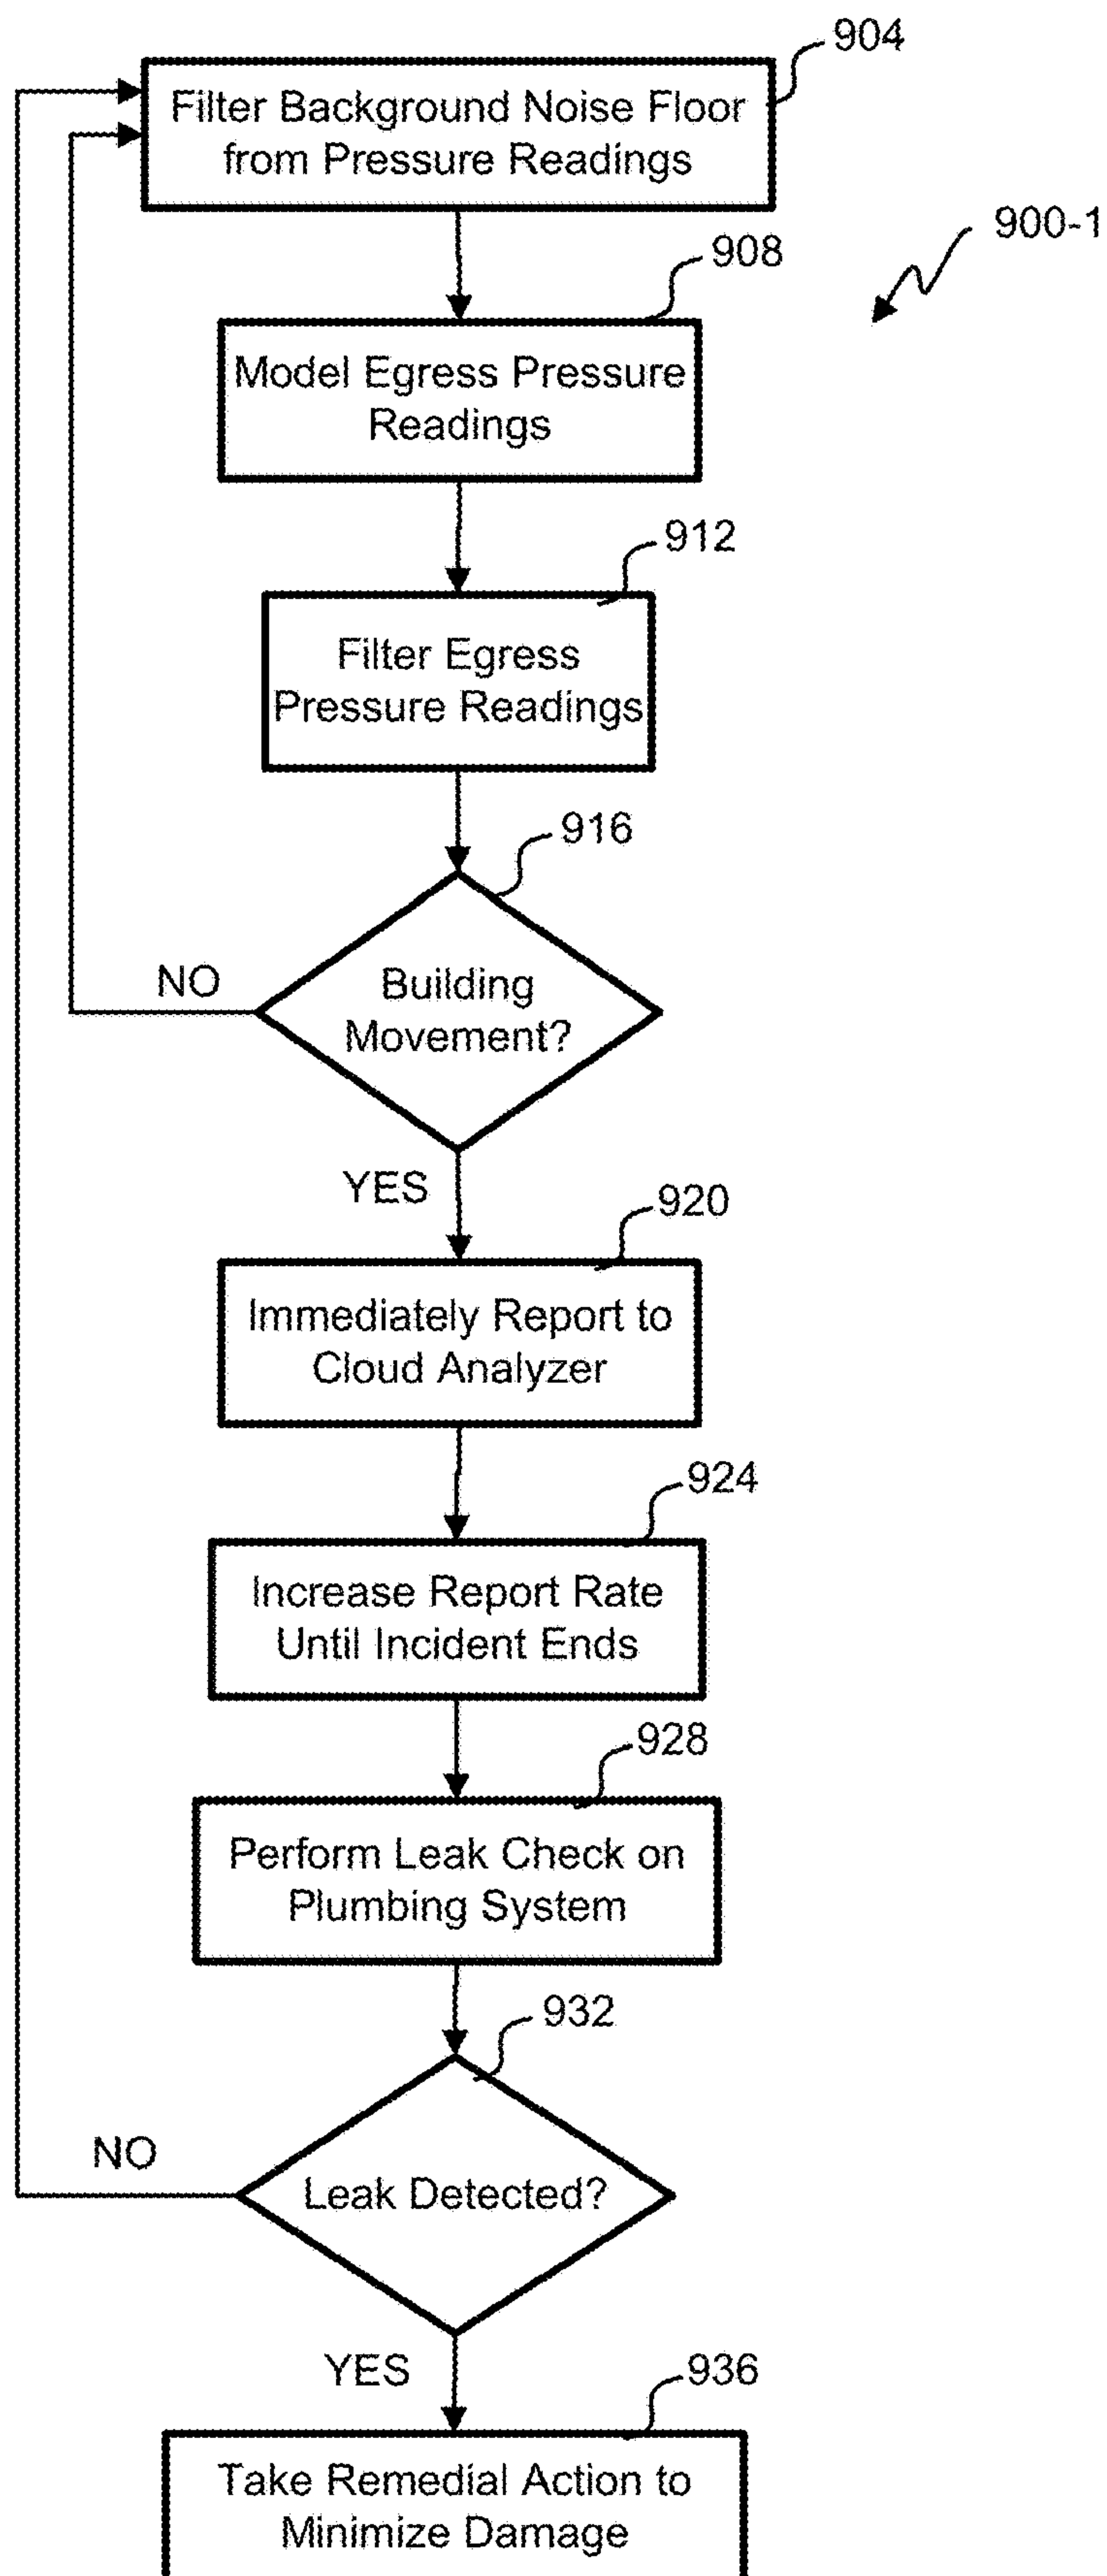 904
Filter Background Noise Floor
from Pressure Readings
900-1
908
Model Egress Pressure
Readings
912
Filter Egress
Pressure Readings
916
Building
Movement?
NO
YES
920
Immediately Report to
Cloud Analyzer
924
Increase Report Rate
Until Incident Ends
928
Perform Leak Check on
Plumbing System
932
Leak Detected?
NO
YES
936
Take Remedial Action to
Minimize Damage